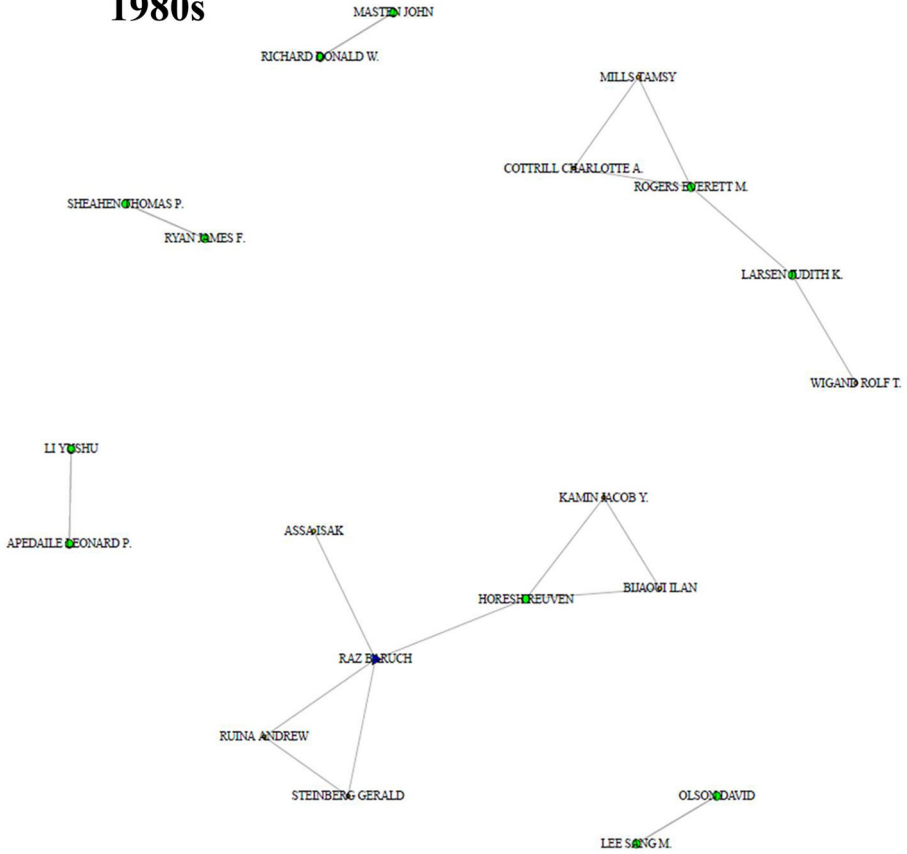 1980s
MASTEN JOHN
RICHARD DONALD W.
MILLS TAMSY
COTTRILL CHARLOTTE A.
ROGERS EVERETT M.
SHEAHEN THOMAS P.
RYAN JAMES F.
LARSEN JUDITH K.
WIGAND ROLF T.
LI YUSHU
APEDAILE LEONARD P.
KAMIN JACOB Y.
ASSA ISAK
BIJAOUI ILAN
HORESH REUVEN
RAZ BARUCH
RUINA ANDREW
STEINBERG GERALD
OLSON DAVID
LEE SANG M.